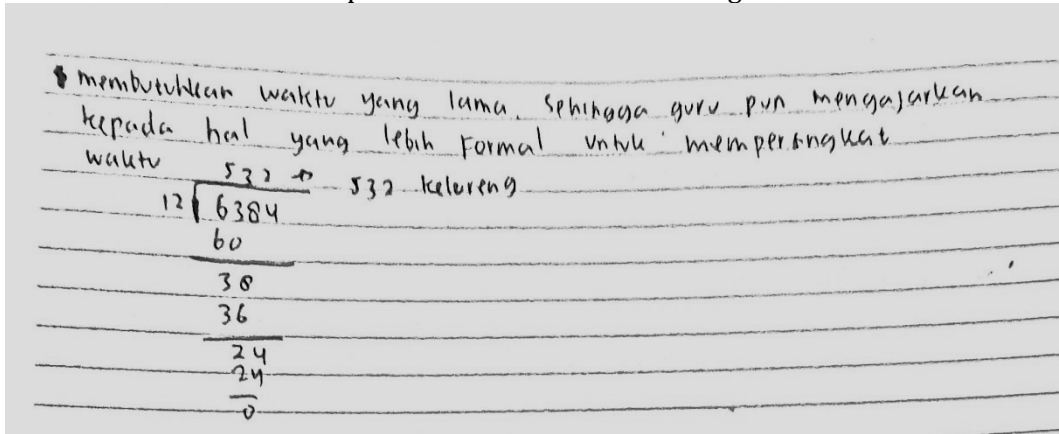 membutuhkan waktu yang lama. Sehingga guru pun mengajarkan
kepada hal yang lebih formal untuk mempersingkat
waktu
532 → 532 kelereng
12 6384
60
38
36
24
24
0